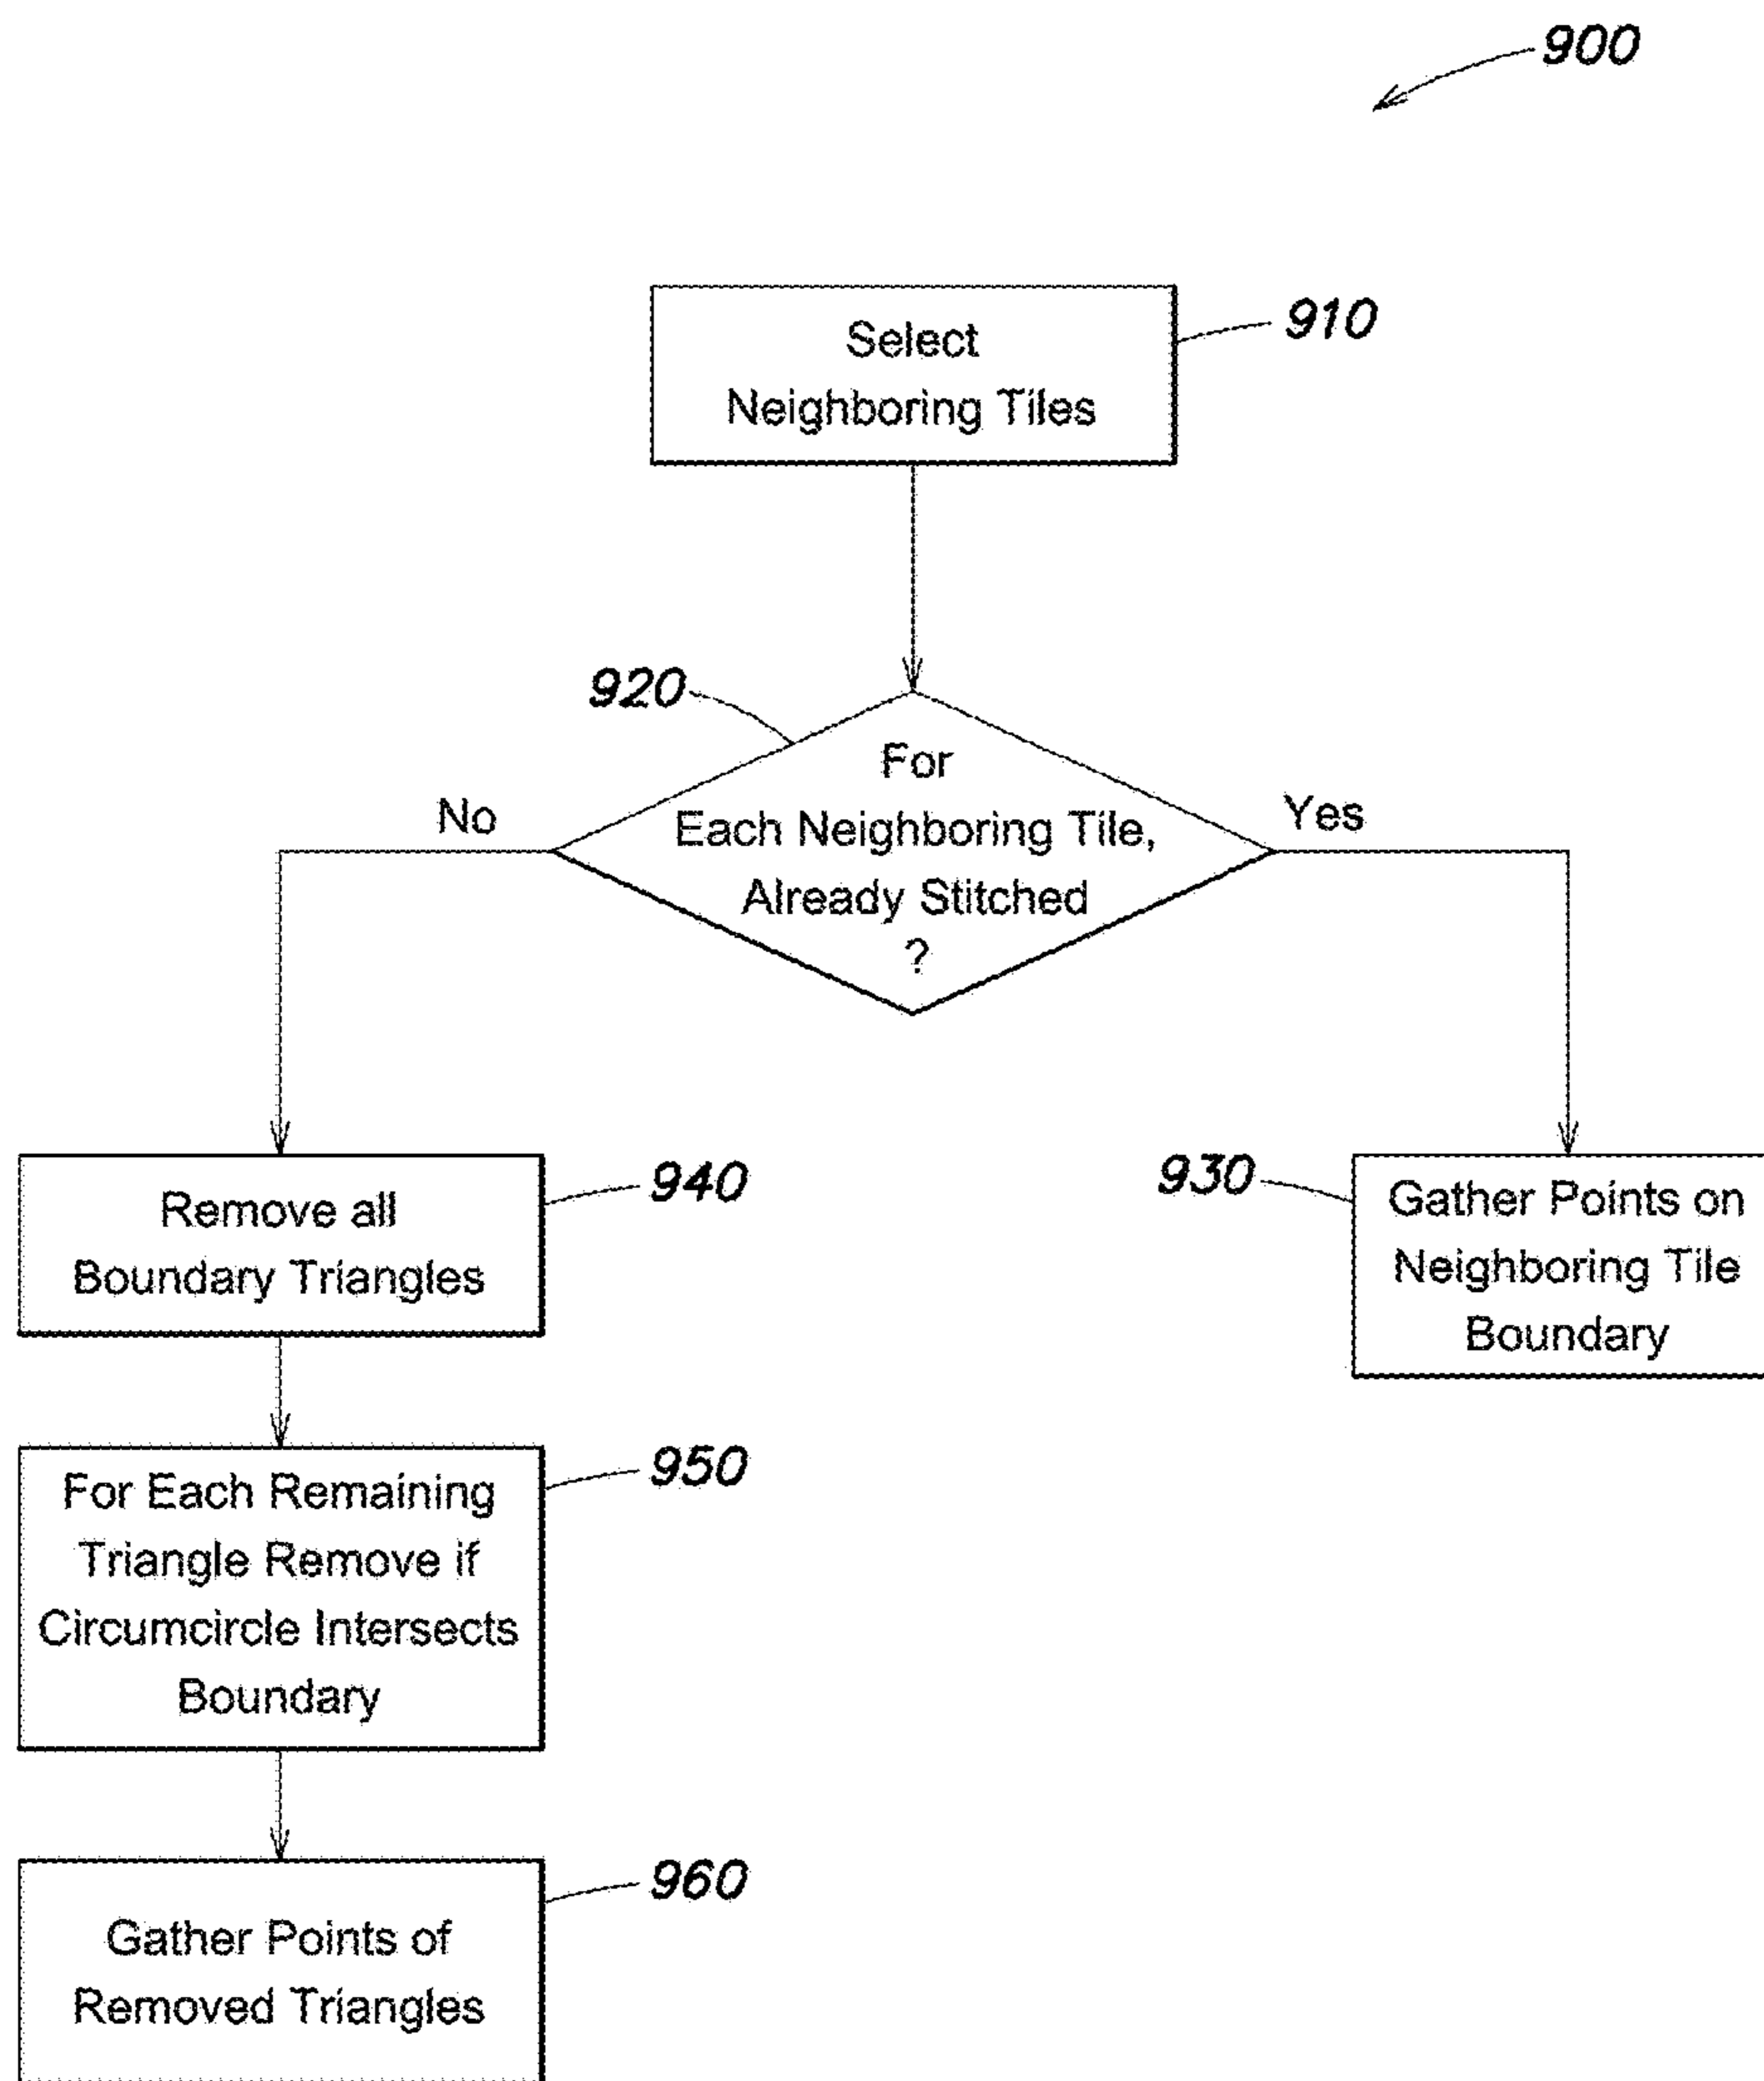 900
Select
Neighboring Tiles
910
920
For
Each Neighboring Tile,
Already Stitched
?
No
Yes
Remove all
Boundary Triangles
940
930
Gather Points on
Neighboring Tile
Boundary
For Each Remaining
Triangle Remove if
Circumcircle Intersects
Boundary
950
Gather Points of
Removed Triangles
960